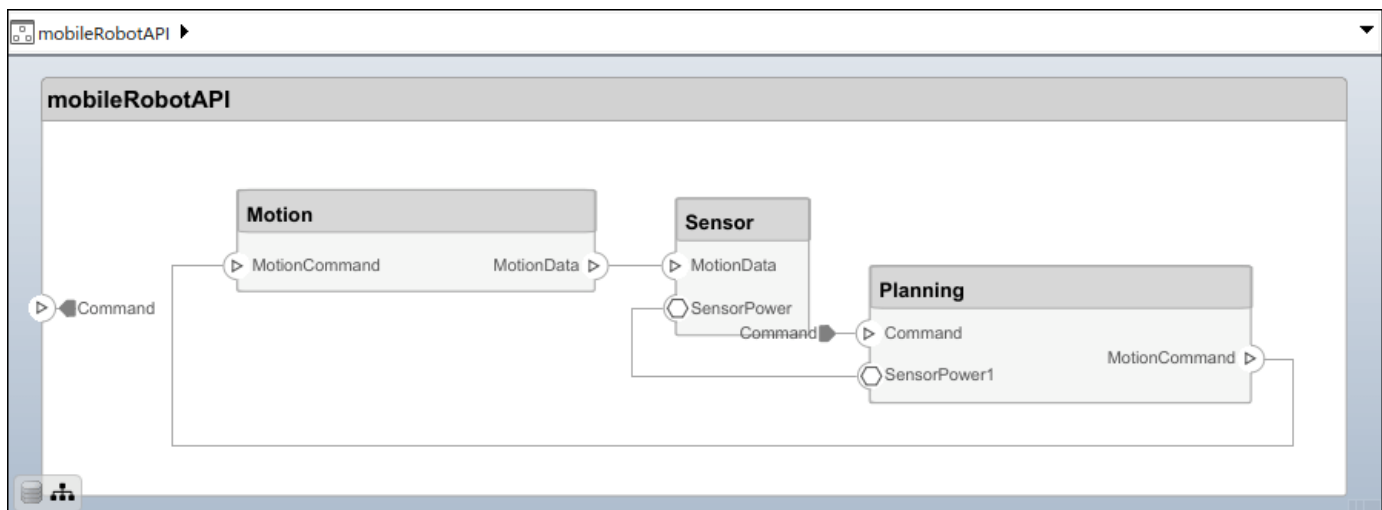 mobileRobotAPI
mobileRobotAPI
Motion
MotionCommand
MotionData
Sensor
MotionData
SensorPower
Command
Command
Planning
Command
SensorPower1
MotionCommand